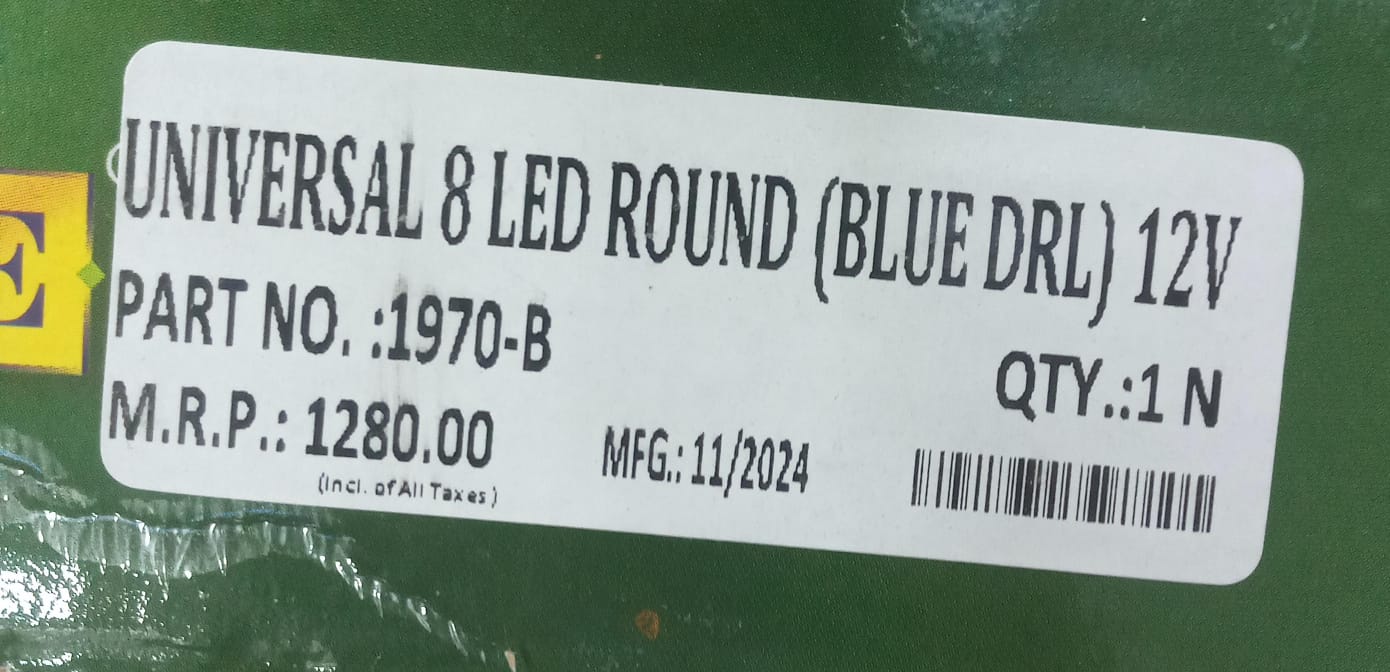 UNIVERSAL 8 LED ROUND (BLUE DRL) 12V
PART NO. :1970-B
QTY.:1 N
M.R.P.: 1280.00
(Incl. of All Taxes)
MFG.: 11/2024
E